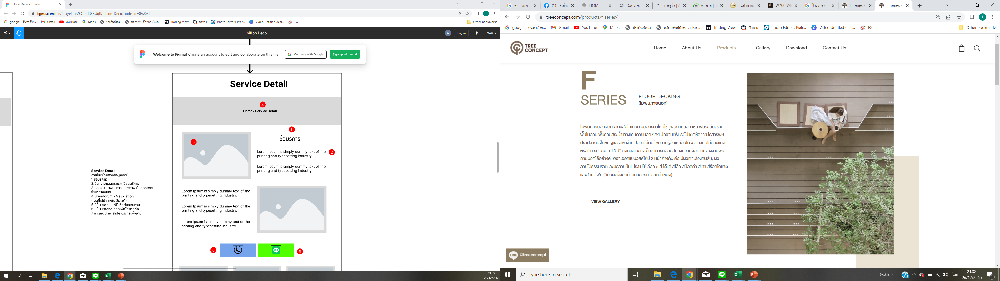 billion Deco – Figma
figma.com/file/FhxyelLTeVEC1sdRE8UqlI/billion-Deco?node-id=0%3A1
google - ค้นหาด้วย...
Gmail
YouTube
Maps
ประกันสังคม
หลักทรัพย์บัวหลวง โทร...
Trading View
คิวช่าง
Photo Editor : Pixlr...
Video Untitled desi...
FX
Other bookmarks
billion Deco
A
Log in
34%
Welcome to Figma! Create an account to edit and collaborate on this file.
Continue with Google
Sign up with email
Service Detail
4
Home / Service Detail
1
ชื่อบริการ
3
Lorem Ipsum is simply dummy text of the
printing and typesetting industry.
2
Lorem Ipsum is simply dummy text of the
printing and typesetting industry.
Service Detail
ภายในหน้าแสดงข้อมูลดังนี้
1.ชื่อบริการ
2.ข้อความแสดงรายละเอียดบริการ
3.แสดงรูปภาพบริการ เรียงภาพ กับcontent
ซ้ายขวาสลับกัน
4.Breadcrumb Navigation
(เมนูที่ใช้นำทางในเว็บไซต์)
5.มีปุ่ม Add LINE ติดต่อสอบถาม
6.มีปุ่ม Phone คลิกเพื่อโทรติดต่อ
7.มี card ภาพ slide บริการเพิ่มเติม
Lorem Ipsum is simply dummy text of the
printing and typesetting industry.
Lorem Ipsum is simply dummy text of the
printing and typesetting industry.
Lorem Ipsum is simply dummy text of the
printing and typesetting industry.
6
LINE
5
21:32
26/12/2565
คำ อวยพร
(1) บิลเลียน
HOME
Roovtect
ประตูรั้ว |
ดีกลาส |
กันสาด
W700
โรงจอดรถ
F Series
F Series
treeconcept.com/products/f-series/
google - ค้นหาด้วย...
Gmail
YouTube
Maps
ประกันสังคม
หลักทรัพย์บัวหลวง โทร...
Trading View
คิวช่าง
Photo Editor : Pixlr...
Video Untitled desi...
FX
Other bookmarks
TREE
CONCEPT
Home
About Us
Products +
Gallery
Download
Contact Us
F
SERIES
FLOOR DECKING
(ไม้พื้นภายนอก)
ไม้พื้นภายนอกผลิตจากวัสดุไม้เทียม นวัตกรรมใหม่ใช้ปูพื้นภายนอก เช่น พื้นระเบียงชาน
พื้นในสวน พื้นรอบสระน้ำ ทางเดินภายนอก ฯลฯ มีความแข็งแรงไม่แตกหักง่าย ไร้สารพิษ
ปราศจากแร่ใยหิน ดูแลรักษาง่าย ปลวกไม่กิน ให้ความรู้สึกเหมือนไม้จริง คงทนไม่กลัวแดด
หรือฝน รับประกัน 15 ปี* ติดตั้งง่ายรวดเร็วสามารถตอบสนองความต้องการของงานพื้น
ภายนอกได้อย่างดี เพราะออกแบบวัสดุให้มี 3 หน้าต่างกัน คือ มีผิวเซาะร่องกันลื่น, ผิว
ลายไม้ธรรมชาติและผิวลายปั่นแปรง มีให้เลือก 5 สี ได้แก่ สีโอ๊ค สีม็อคค่า สีเทา สีช็อคโกแลต
และสีกราไฟท์ (*เมื่อติดตั้งถูกต้องตามวิธีที่บริษัทกำหนด)
VIEW GALLERY
LINE @treeconcept
Type here to search
Desktop
ไทย
21:32
26/12/2565
1